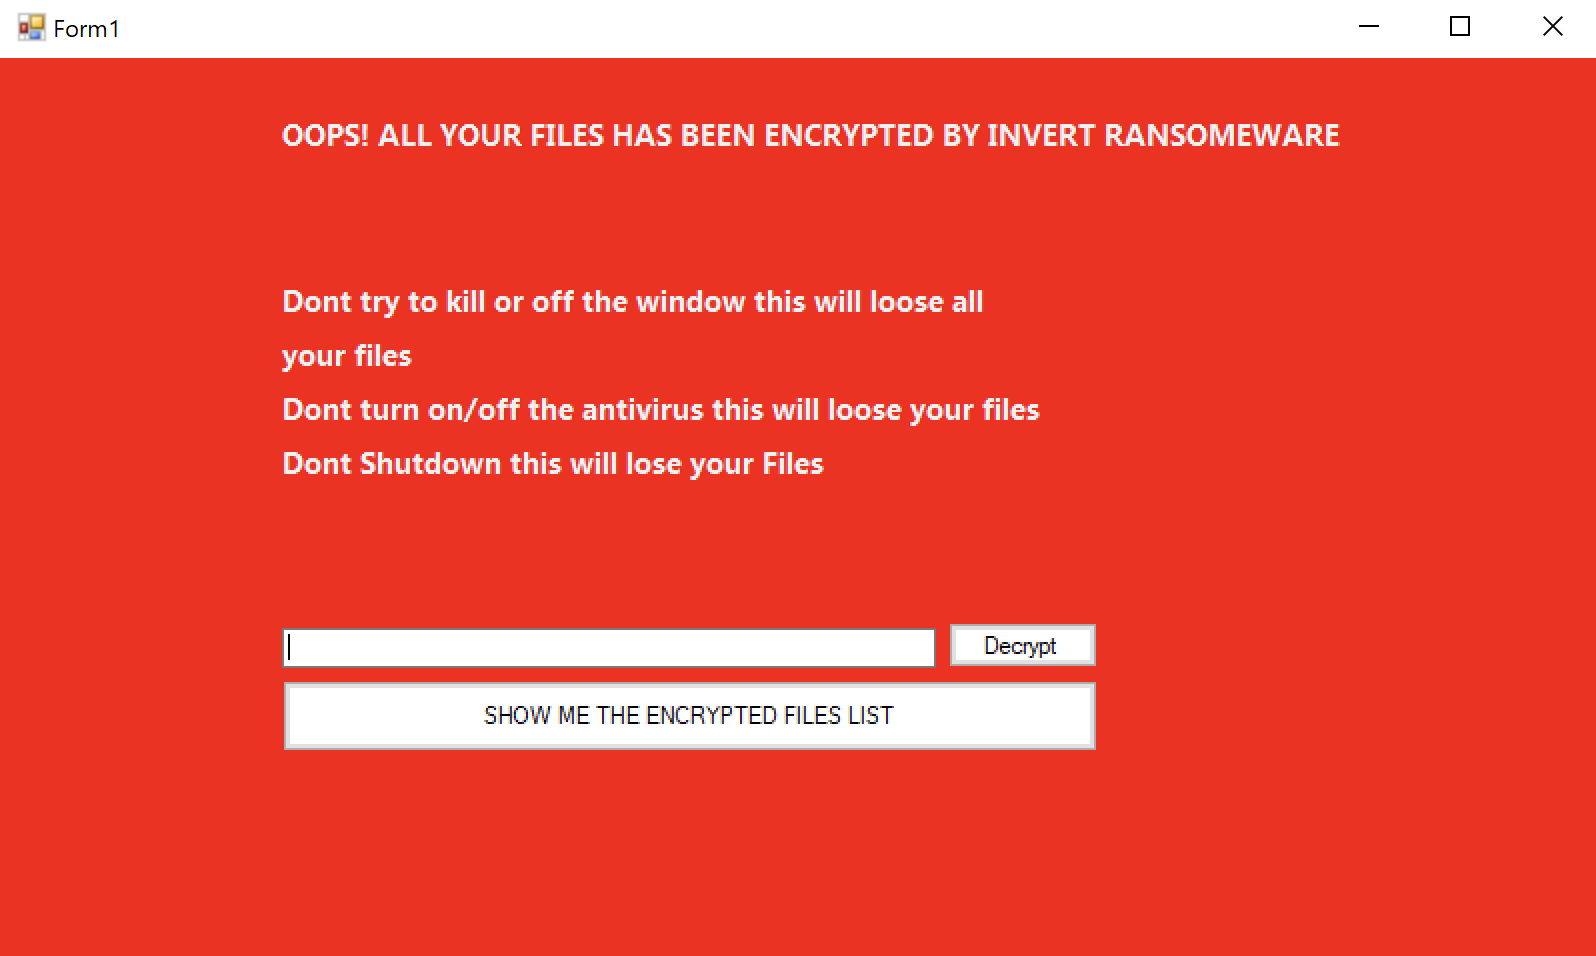 Form1
OOPS! ALL YOUR FILES HAS BEEN ENCRYPTED BY INVERT RANSOMEWARE
Dont try to kill or off the window this will loose all
your files
Dont turn on/off the antivirus this will loose your files
Dont Shutdown this will lose your Files
Decrypt
SHOW ME THE ENCRYPTED FILES LIST